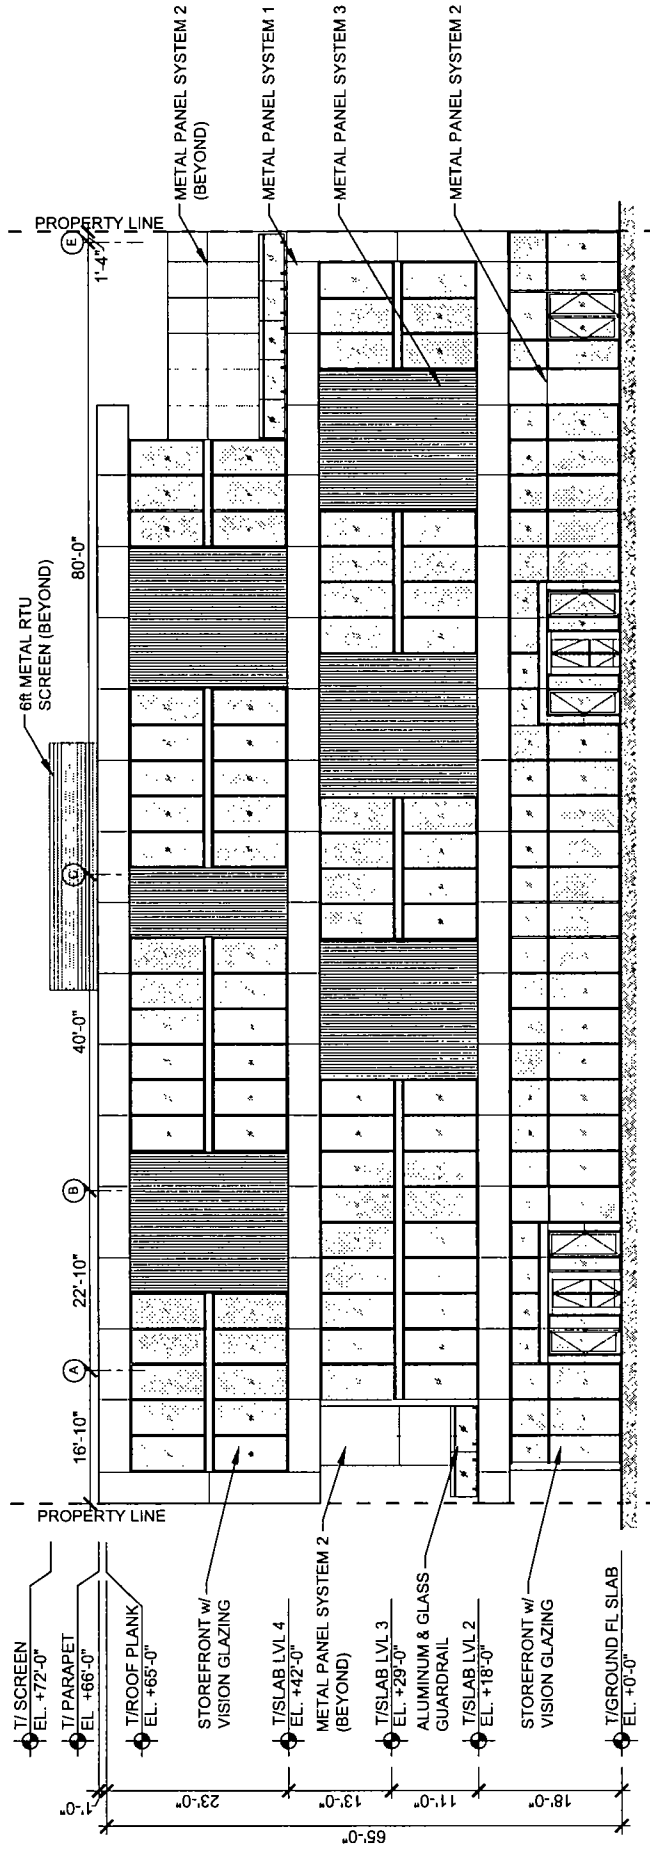 METAL PANEL SYSTEM 2
(BEYOND)
METAL PANEL SYSTEM 1
METAL PANEL SYSTEM 3
METAL PANEL SYSTEM 2
PROPERTY LINE
E
1'-4"
80'-0"
6ft METAL RTU
SCREEN (BEYOND)
C
40'-0"
B
22'-10"
A
16'-10"
PROPERTY LINE
T/ SCREEN
EL. +72'-0"
T/ PARAPET
EL +66'-0"
T/ROOF PLANK
EL. +65'-0"
STOREFRONT w/
VISION GLAZING
T/SLAB LVL 4
EL. +42'-0"
METAL PANEL SYSTEM 2
(BEYOND)
T/SLAB LVL 3
EL. +29'-0"
ALUMINUM & GLASS
GUARDRAIL
T/SLAB LVL 2
EL. +18'-0"
STOREFRONT w/
VISION GLAZING
T/GROUND FL SLAB
EL. +0'-0"
1'-0"
23'-0"
13'-0"
11'-0"
18'-0"
65'-0"